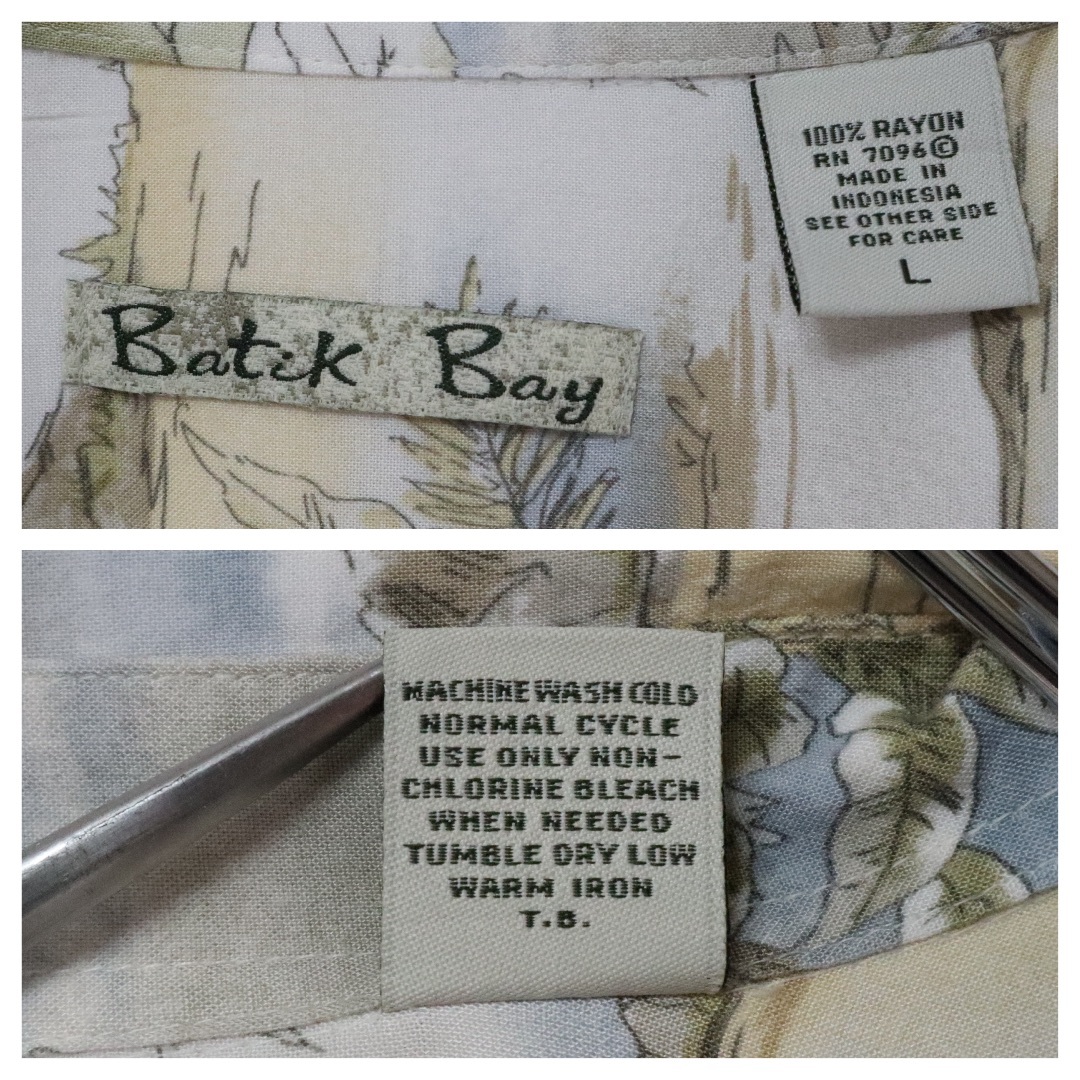 Batik Bay
100% RAYON
RN 7096©
MADE IN
INDONESIA
SEE OTHER SIDE
FOR CARE
L
MACHINE WASH COLD
NORMAL CYCLE
USE ONLY NON-
CHLORINE BLEACH
WHEN NEEDED
TUMBLE DRY LOW
WARM IRON
T.B.